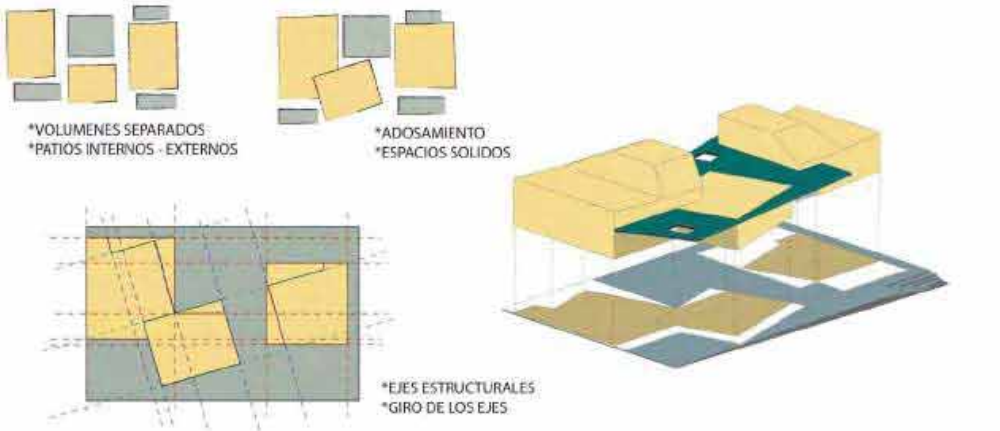 *VOLUMENES SEPARADOS
*PATIOS INTERNOS - EXTERNOS
*ADOSAMIENTO
*ESPACIOS SOLIDOS
*EJES ESTRUCTURALES
*GIRO DE LOS EJES